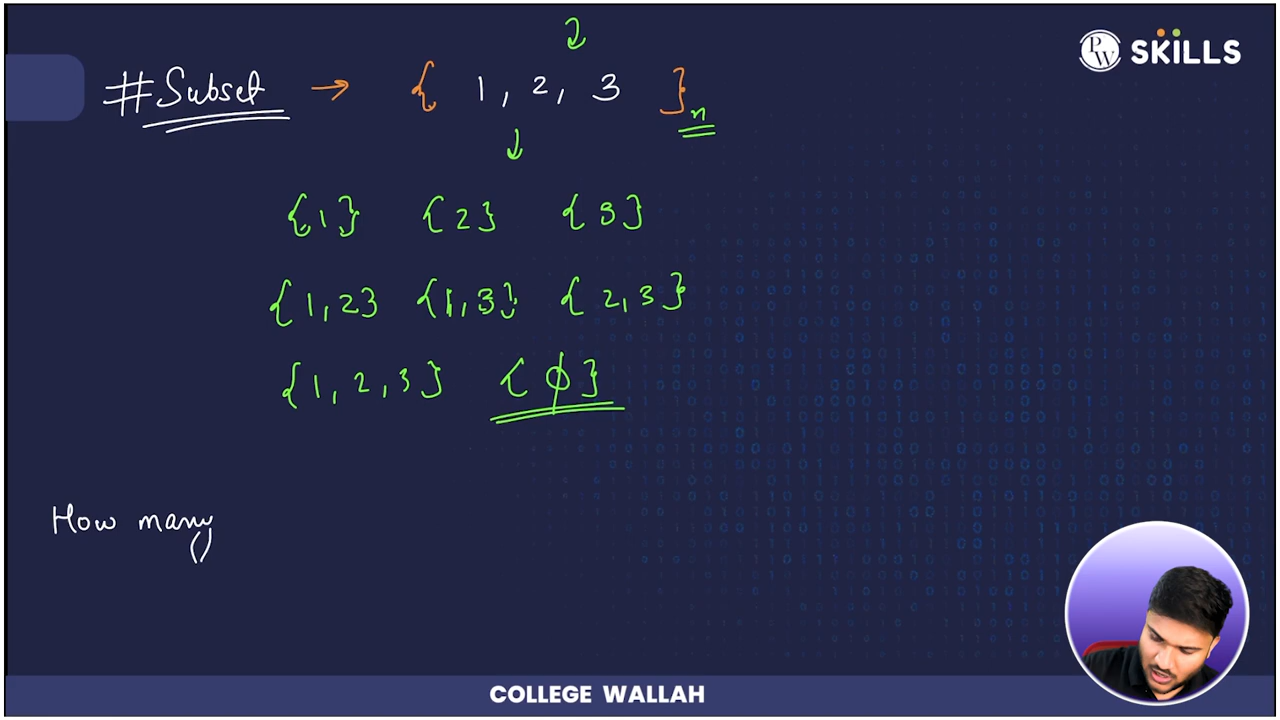 PW SKILLS
#Subset → { 1, 2, 3 }n
{1} {2} {3}
{1,2} {1,3} {2,3}
{1,2,3} {ϕ}
How many
COLLEGE WALLAH